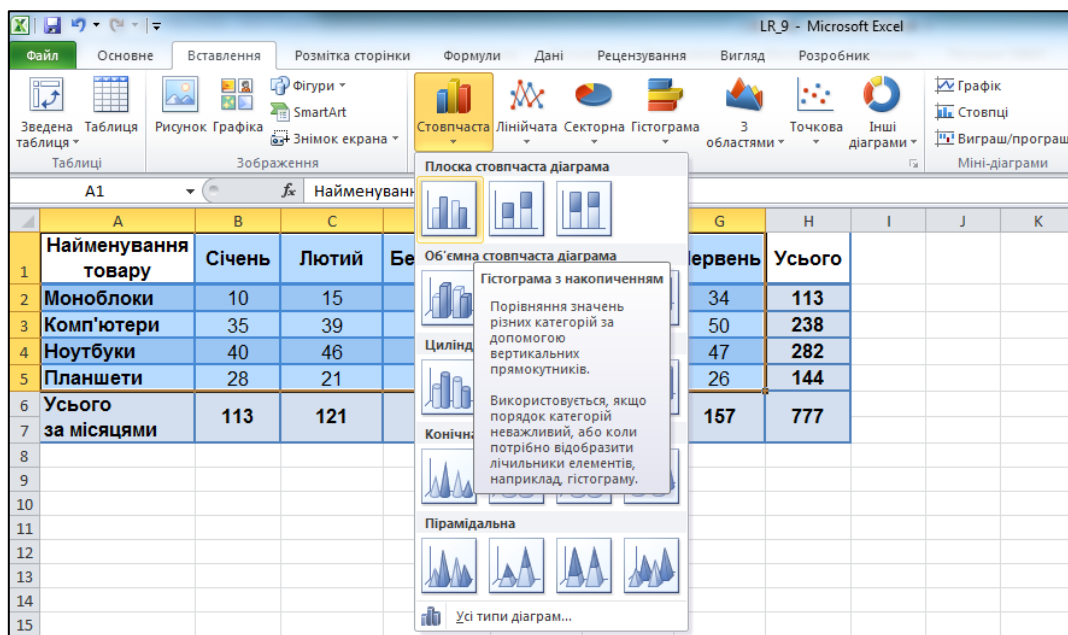 LR_9 - Microsoft Excel
Файл Основне Вставлення Розмітка сторінки Формули Дані Рецензування Вигляд Розробник
Зведена таблиця Таблиця Рисунок Графіка Фігури SmartArt Знімок екрана Стовпчаста Лінійчата Секторна Гістограма З областями Точкова Інші діаграми Графік Стовпці Виграш/програш
Таблиці Зображення Міні-діаграми
A1 fx Найменуванн
A B C G H I J K
1 Найменування товару Січень Лютий Бе Усього
2 Моноблоки 10 15 34 113
3 Комп'ютери 35 39 50 238
4 Ноутбуки 40 46 47 282
5 Планшети 28 21 26 144
6 Усього
7 за місяцями 113 121 157 777
8
9
10
11
12
13
14
15
Плоска стовпчаста діаграма
Об'ємна стовпчаста діаграма
Гістограма з накопиченням
Порівняння значень
різних категорій за
допомогою
вертикальних
прямокутників.
Використовується, якщо
порядок категорій
неважливий, або коли
потрібно відобразити
лічильники елементів,
наприклад, гістограму.
Пірамідальна
Усі типи діаграм...